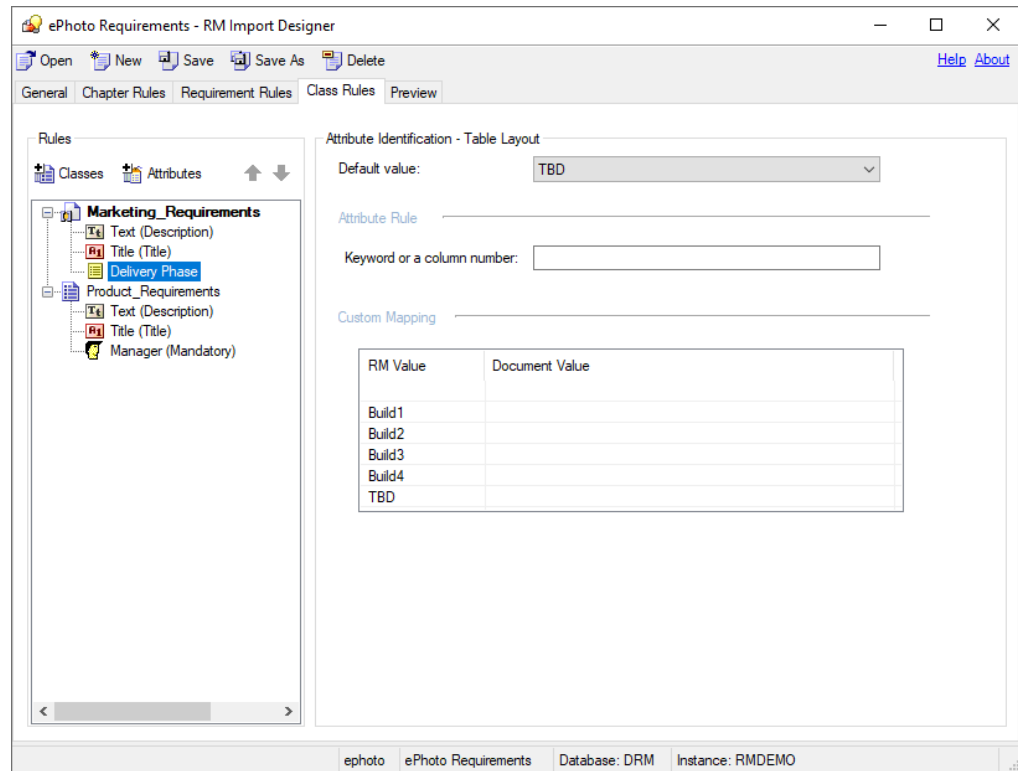 ePhoto Requirements - RM Import Designer
Open New Save Save As Delete Help About
General Chapter Rules Requirement Rules Class Rules Preview
Rules
Classes Attributes
Marketing_Requirements
Text (Description)
Title (Title)
Delivery Phase
Product_Requirements
Text (Description)
Title (Title)
Manager (Mandatory)
Attribute Identification - Table Layout
Default value: TBD
Attribute Rule
Keyword or a column number:
Custom Mapping
RM Value Document Value
Build1
Build2
Build3
Build4
TBD
ephoto ePhoto Requirements Database: DRM Instance: RMDEMO